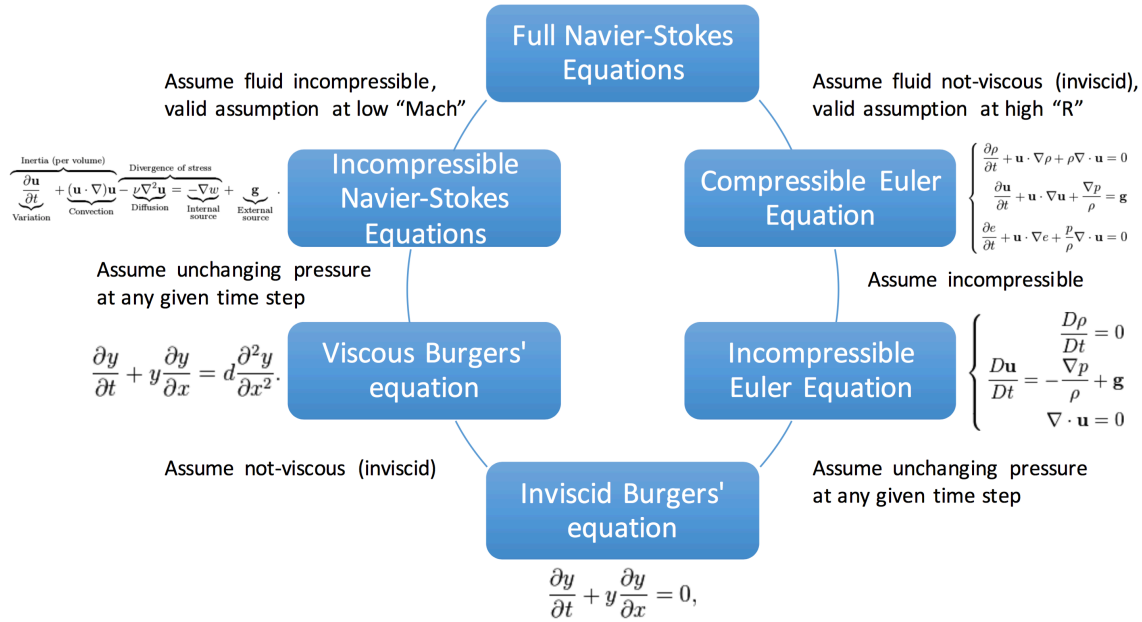 Full Navier-Stokes
Equations
Assume fluid incompressible,
valid assumption at low “Mach”
Assume fluid not-viscous (inviscid),
valid assumption at high “R”
Inertia (per volume)
Divergence of stress
∂u/∂t + (u · ∇)u − ν∇²u = −∇w + g .
Variation
Convection
Diffusion
Internal
source
External
source
Incompressible
Navier-Stokes
Equations
Compressible Euler
Equation
∂ρ/∂t + u · ∇ρ + ρ∇ · u = 0
∂u/∂t + u · ∇u + ∇p/ρ = g
∂e/∂t + u · ∇e + p/ρ ∇ · u = 0
Assume unchanging pressure
at any given time step
Assume incompressible
∂y/∂t + y ∂y/∂x = d ∂²y/∂x².
Viscous Burgers'
equation
Incompressible
Euler Equation
Dρ/Dt = 0
Du/Dt = −∇p/ρ + g
∇ · u = 0
Assume not-viscous (inviscid)
Assume unchanging pressure
at any given time step
Inviscid Burgers'
equation
∂y/∂t + y ∂y/∂x = 0,